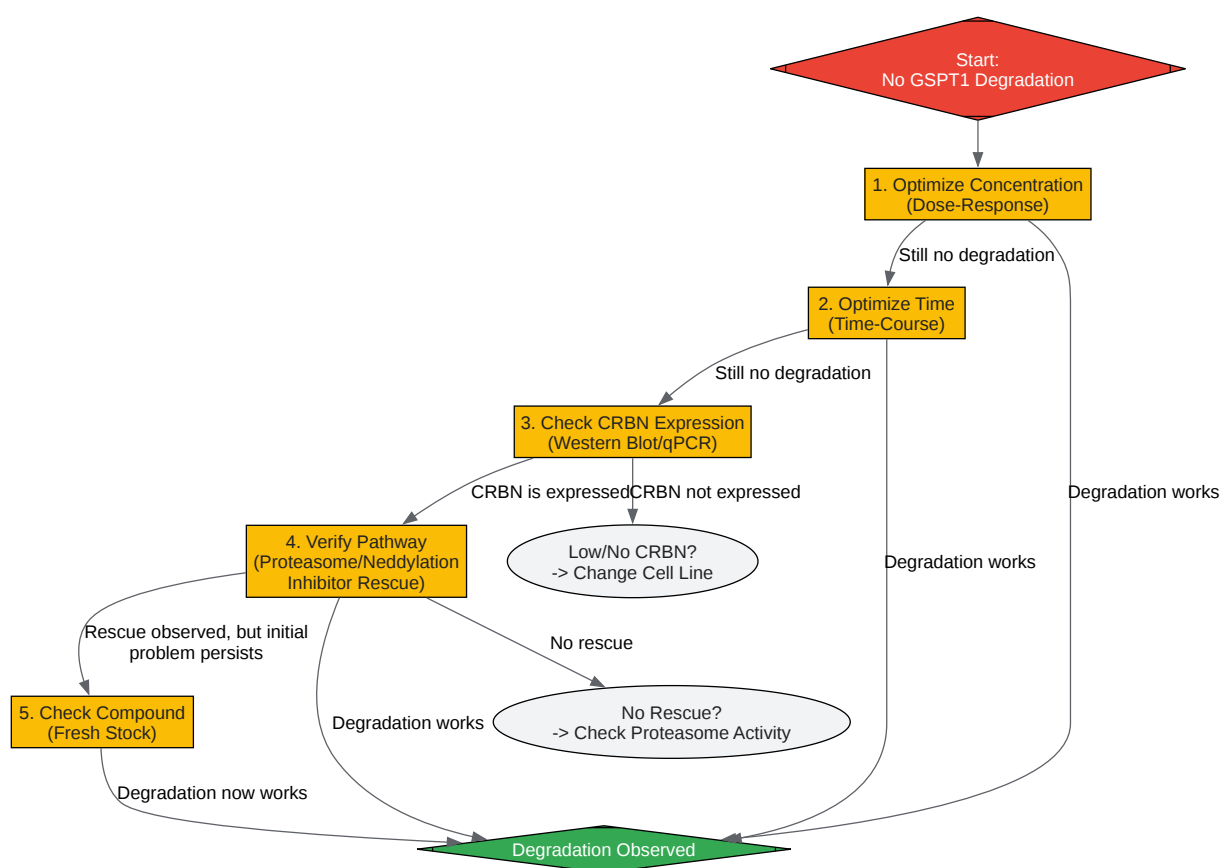 Start:
No GSPT1 Degradation
1. Optimize Concentration
(Dose-Response)
Still no degradation
2. Optimize Time
(Time-Course)
Still no degradation
3. Check CRBN Expression
(Western Blot/qPCR)
Degradation works
CRBN is expressed
CRBN not expressed
4. Verify Pathway
(Proteasome/Neddylation
Inhibitor Rescue)
Low/No CRBN?
-> Change Cell Line
Degradation works
Rescue observed, but initial
problem persists
No rescue
5. Check Compound
(Fresh Stock)
Degradation works
No Rescue?
-> Check Proteasome Activity
Degradation now works
Degradation Observed